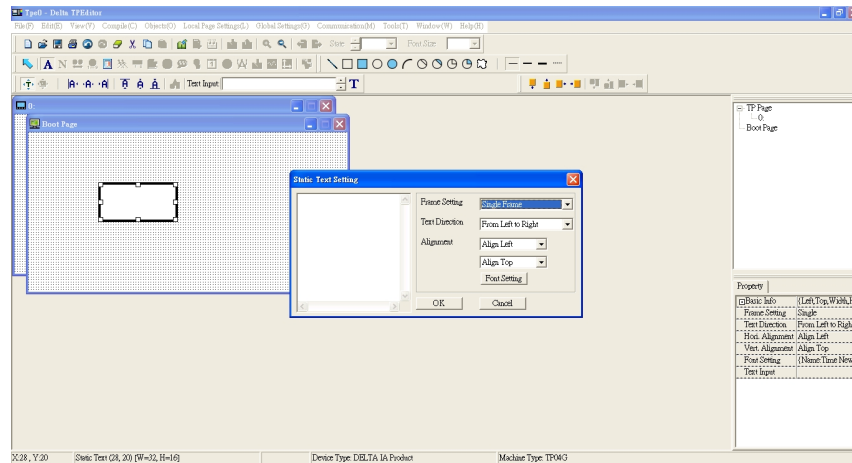 Tpe0 - Delta TPEditor
File(F) Edit(E) View(V) Compile(C) Objects(O) Local Page Settings(L) Global Settings(G) Communication(M) Tools(T) Window(W) Help(H)
Size
Font Size
Text Input
0:
Boot Page
TP Page
0:
Boot Page
Static Text Setting
Frame Setting Single Frame
Text Direction From Left to Right
Alignment Align Left
Align Top
Font Setting
OK Cancel
Property
Basic Info {Left,Top,Width,H
Frame Setting Single
Text Direction From Left to Righ
Hori. Alignment Align Left
Vert. Alignment Align Top
Font Setting {Name:Time New
Text Input
X:28 , Y:20 Static Text (28, 20) [W=32, H=16] Device Type: DELTA IA Product Machine Type: TP04G